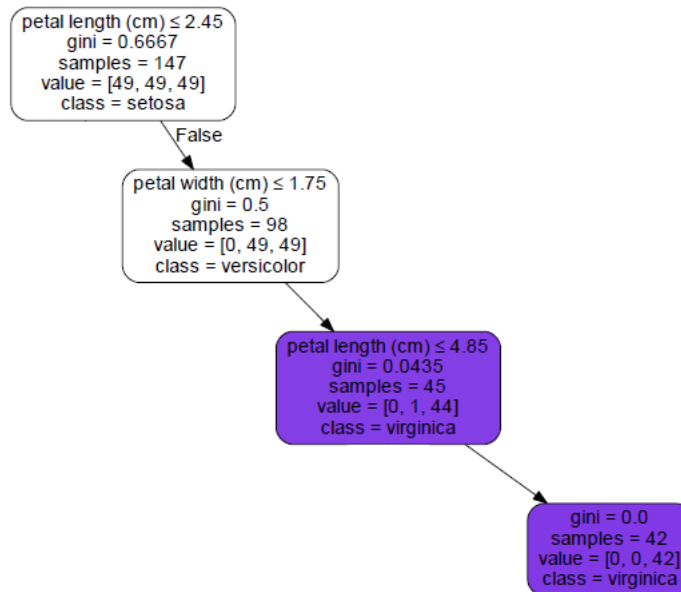 petal length (cm) ≤ 2.45
gini = 0.6667
samples = 147
value = [49, 49, 49]
class = setosa
False
petal width (cm) ≤ 1.75
gini = 0.5
samples = 98
value = [0, 49, 49]
class = versicolor
petal length (cm) ≤ 4.85
gini = 0.0435
samples = 45
value = [0, 1, 44]
class = virginica
gini = 0.0
samples = 42
value = [0, 0, 42]
class = virginica